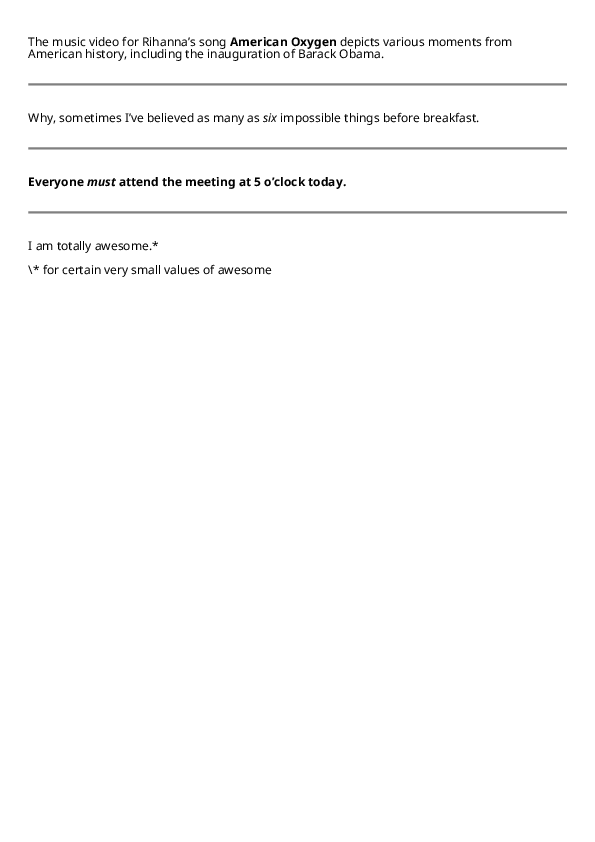 The music video for Rihanna’s song American Oxygen depicts various moments from
American history, including the inauguration of Barack Obama.
Why, sometimes I’ve believed as many as six impossible things before breakfast.
Everyone must attend the meeting at 5 o’clock today.
I am totally awesome.*
\* for certain very small values of awesome